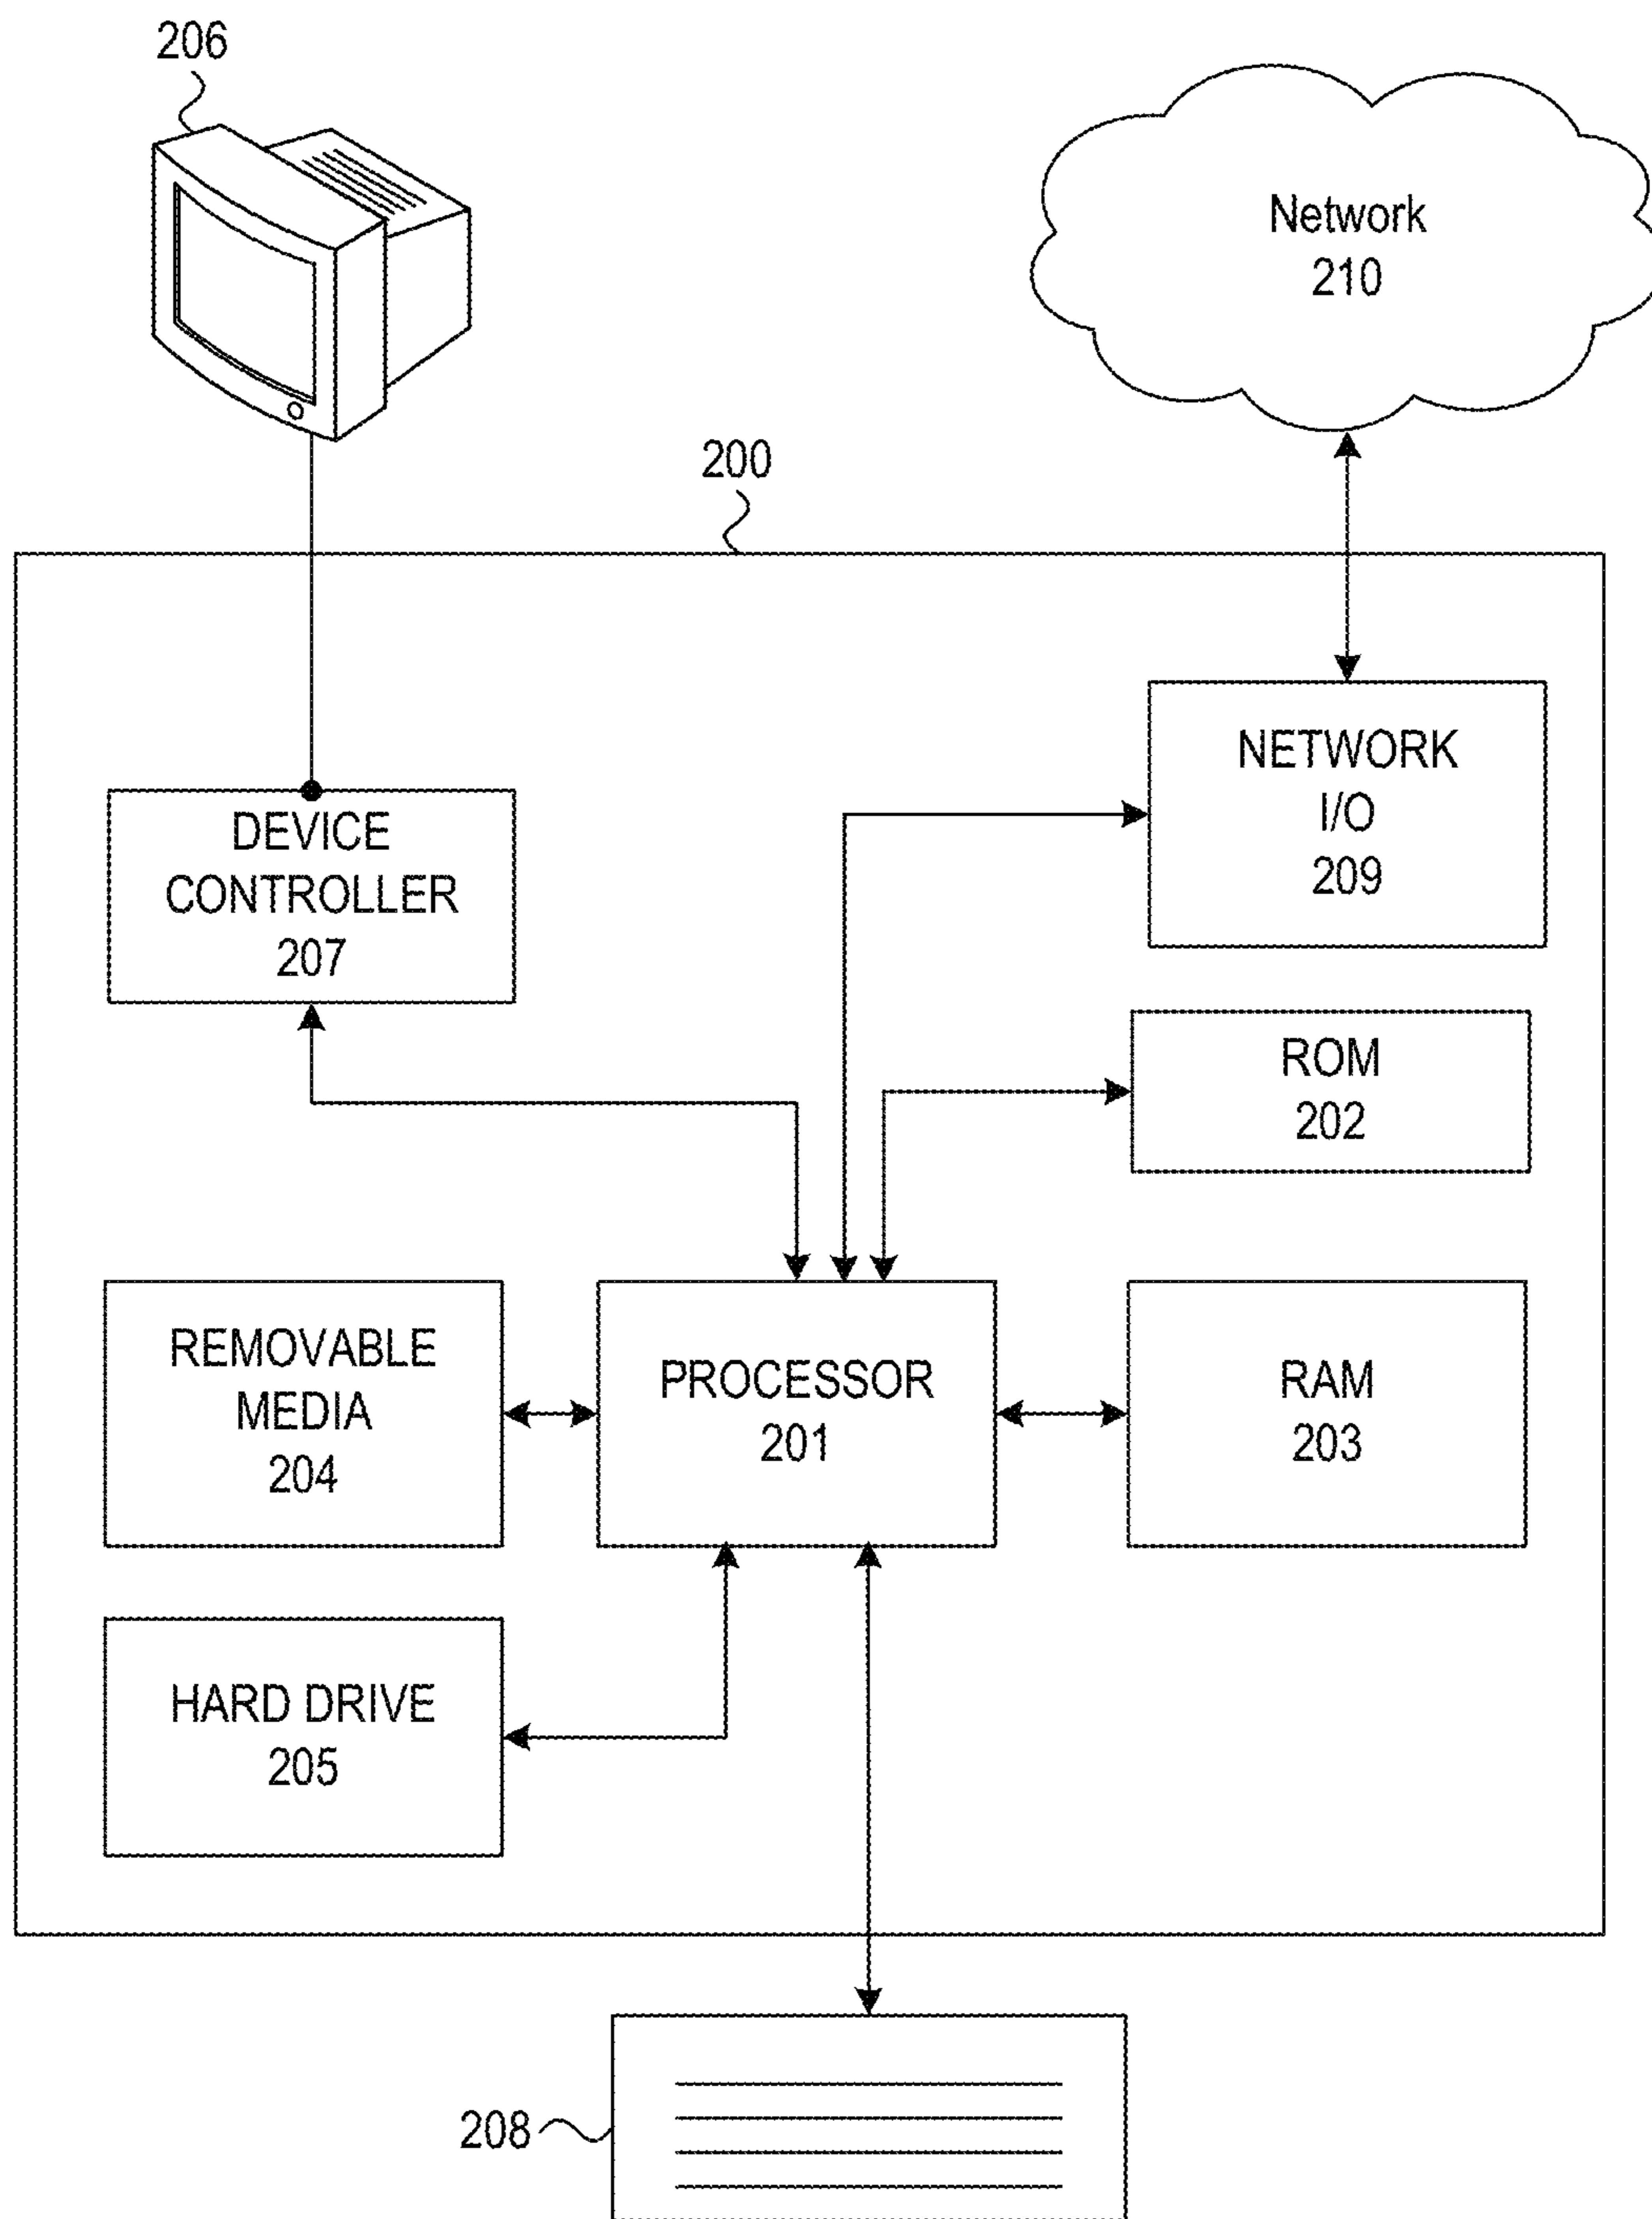 206
Network
210
200
NETWORK
I/O
209
DEVICE
CONTROLLER
207
ROM
202
REMOVABLE
MEDIA
204
PROCESSOR
201
RAM
203
HARD DRIVE
205
208